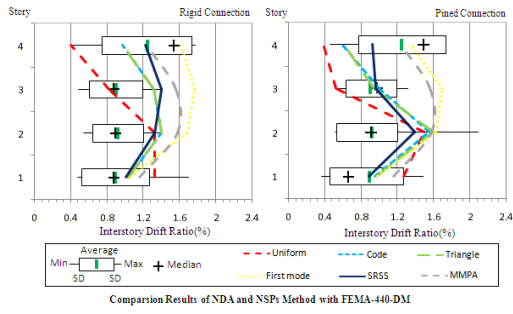 Story Rigid Connection Story Pined Connection
4 4
3 3
2 2
1 1
0 0.4 0.8 1.2 1.6 2 2.4 0 0.4 0.8 1.2 1.6 2 2.4
Interstory Drift Ratio(%) Interstory Drift Ratio(%)
Average
Min Max Median
SD SD
Uniform Code Triangle
First mode SRSS MMPA
Comparsion Results of NDA and NSPs Method with FEMA-440-DM